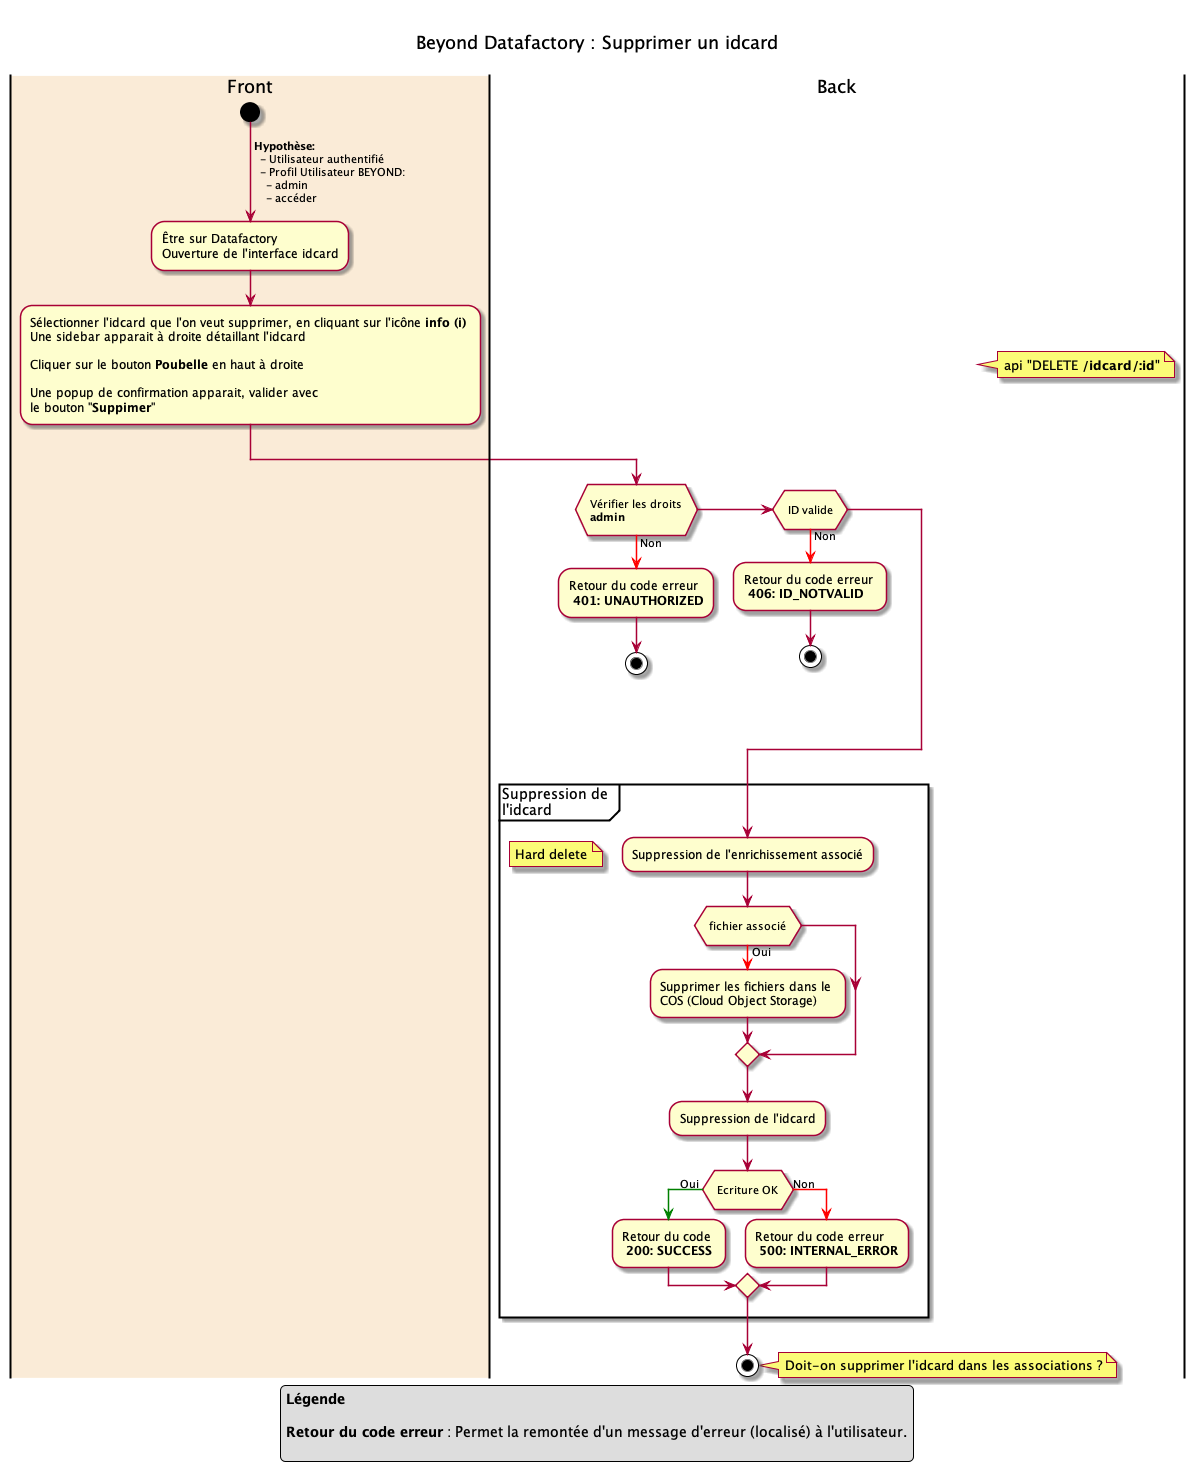 Beyond Datafactory : Supprimer un idcard
Front
Back
Hypothèse:
- Utilisateur authentifié
- Profil Utilisateur BEYOND:
- admin
- accéder
Être sur Datafactory
Ouverture de l'interface idcard
Sélectionner l'idcard que l'on veut supprimer, en cliquant sur l'icône info (i)
Une sidebar apparait à droite détaillant l'idcard
Cliquer sur le bouton Poubelle en haut à droite
Une popup de confirmation apparait, valider avec
le bouton "Suppimer"
api "DELETE /idcard/:id"
Vérifier les droits
admin
Non
Retour du code erreur
401: UNAUTHORIZED
ID valide
Non
Retour du code erreur
406: ID_NOTVALID
Suppression de
l'idcard
Hard delete
Suppression de l'enrichissement associé
fichier associé
Oui
Supprimer les fichiers dans le
COS (Cloud Object Storage)
Suppression de l'idcard
Ecriture OK
Oui
Non
Retour du code
200: SUCCESS
Retour du code erreur
500: INTERNAL_ERROR
Doit-on supprimer l'idcard dans les associations ?
Légende
Retour du code erreur : Permet la remontée d'un message d'erreur (localisé) à l'utilisateur.